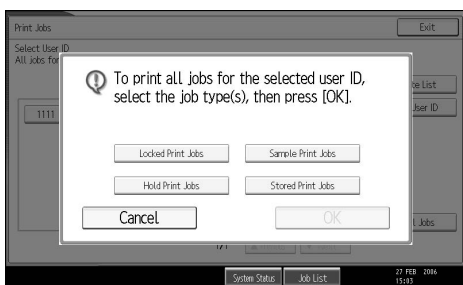 Print Jobs
Exit
Select User ID
All jobs for
To print all jobs for the selected user ID,
select the job type(s), then press [OK].
te List
1111
User ID
Locked Print Jobs
Sample Print Jobs
Hold Print Jobs
Stored Print Jobs
Cancel
OK
Jobs
1/1
System Status
Job List
27 FEB 2006
15:03